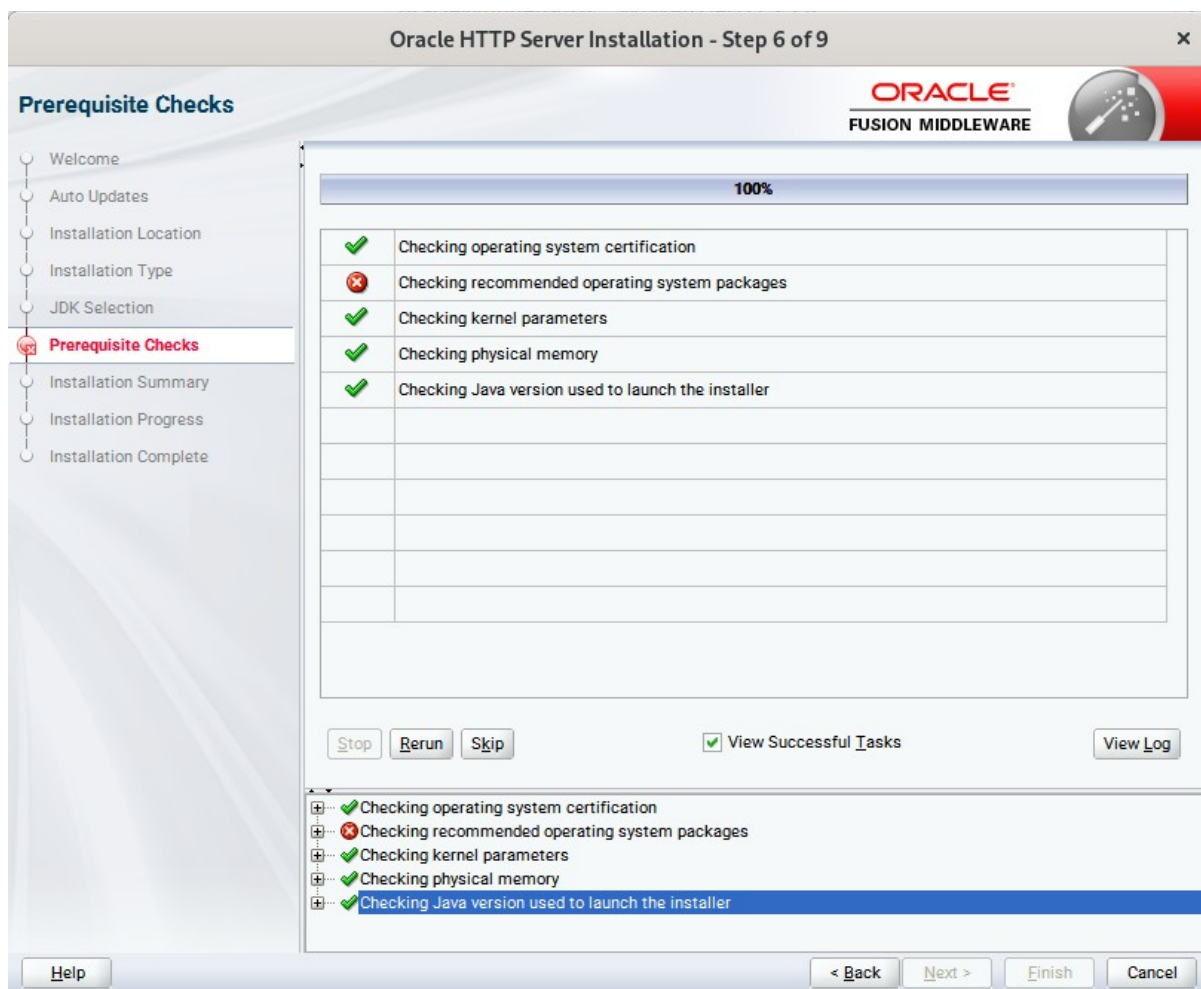 Oracle HTTP Server Installation - Step 6 of 9
Prerequisite Checks
ORACLE
FUSION MIDDLEWARE
Welcome
Auto Updates
Installation Location
Installation Type
JDK Selection
Prerequisite Checks
Installation Summary
Installation Progress
Installation Complete
100%
Checking operating system certification
Checking recommended operating system packages
Checking kernel parameters
Checking physical memory
Checking Java version used to launch the installer
Stop Rerun Skip View Successful Tasks View Log
Checking operating system certification
Checking recommended operating system packages
Checking kernel parameters
Checking physical memory
Checking Java version used to launch the installer
Help < Back Next > Finish Cancel